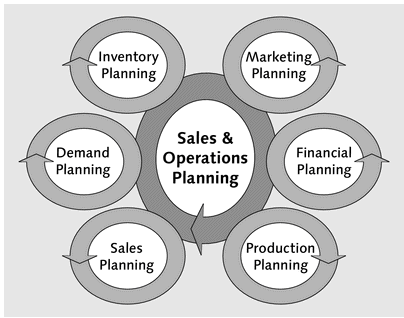 Inventory
Planning
Marketing
Planning
Demand
Planning
Sales &
Operations
Planning
Financial
Planning
Sales
Planning
Production
Planning